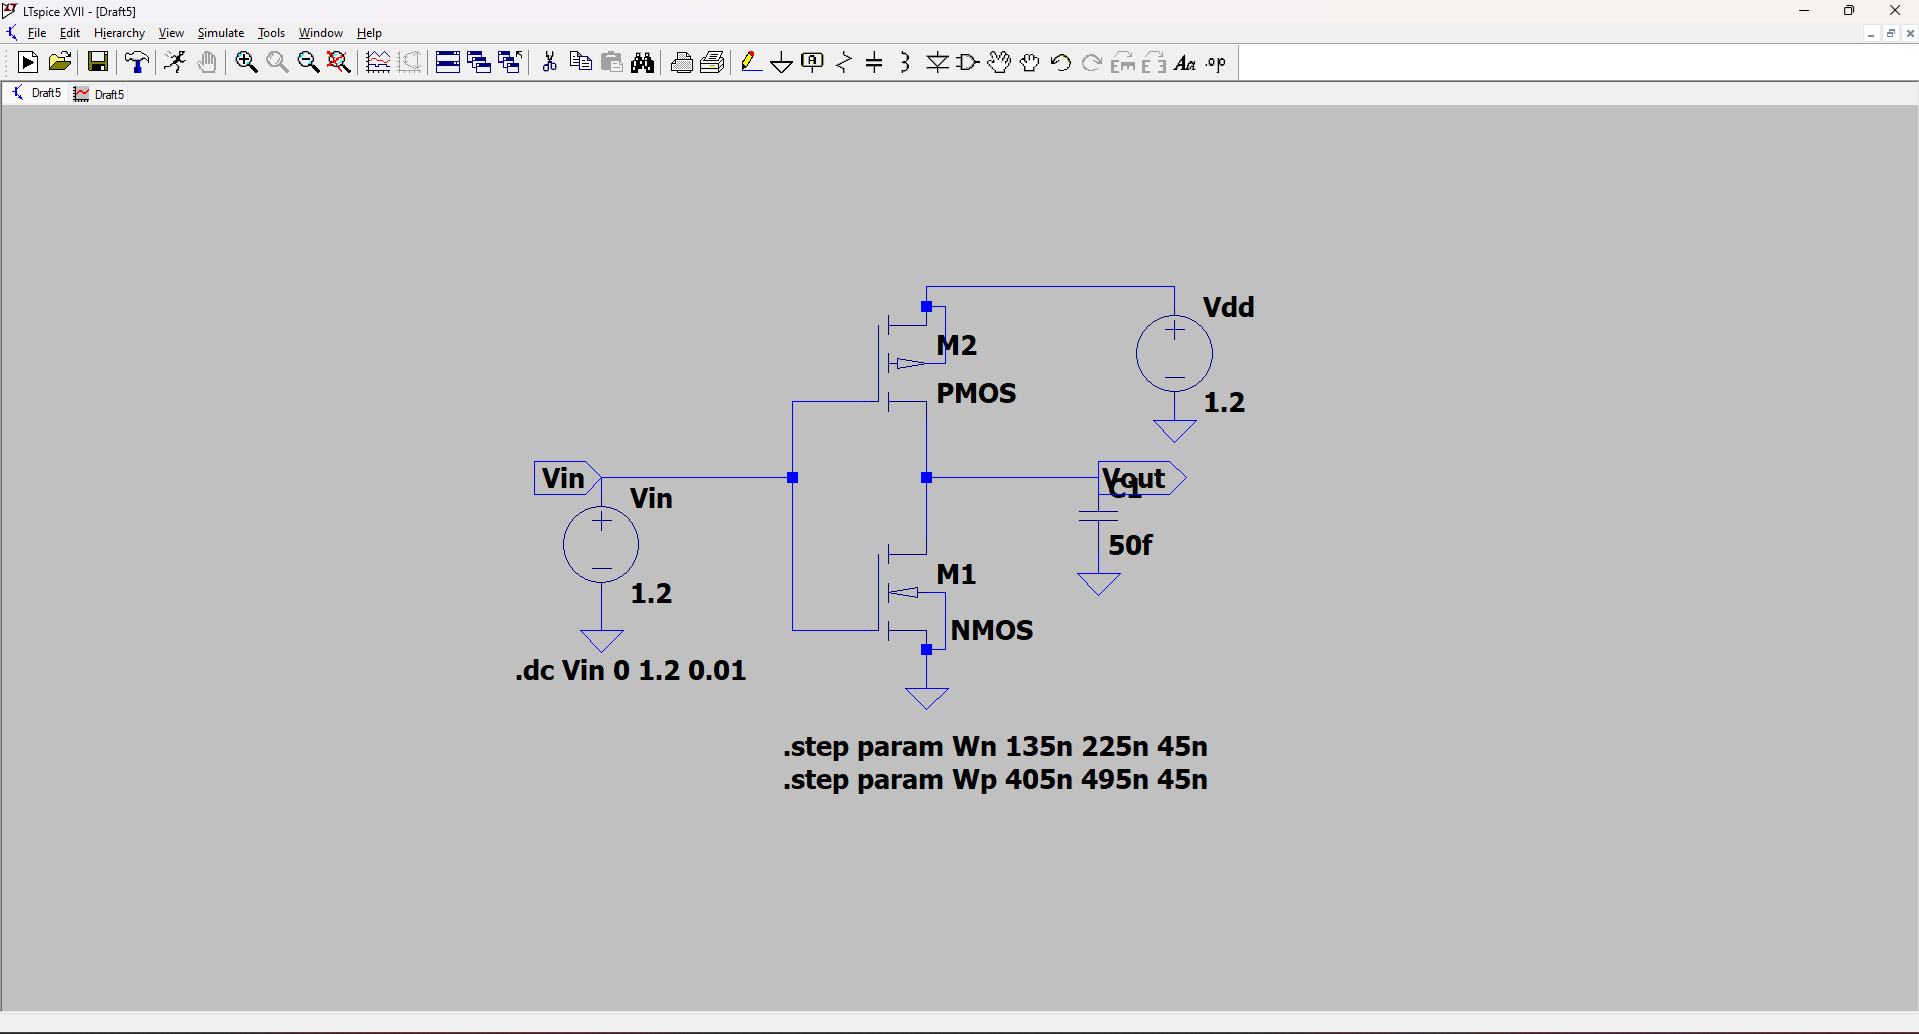 LTspice XVII - [Draft5]
File Edit Hierarchy View Simulate Tools Window Help
Aa .op
Draft5 Draft5
Vdd
M2
PMOS
1.2
Vin
Vout
C1
Vin
50f
M1
1.2
NMOS
.dc Vin 0 1.2 0.01
.step param Wn 135n 225n 45n
.step param Wp 405n 495n 45n